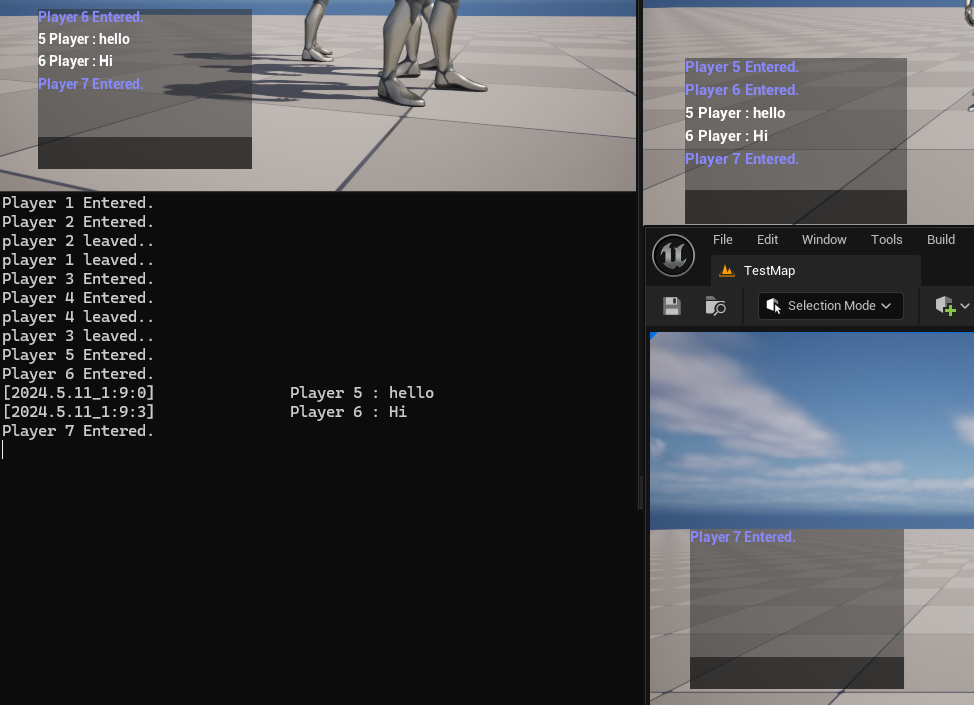 Player 6 Entered.
5 Player : hello
6 Player : Hi
Player 7 Entered.
Player 5 Entered.
Player 6 Entered.
5 Player : hello
6 Player : Hi
Player 7 Entered.
Player 1 Entered.
Player 2 Entered.
player 2 leaved..
player 1 leaved..
Player 3 Entered.
Player 4 Entered.
player 4 leaved..
player 3 leaved..
Player 5 Entered.
Player 6 Entered.
[2024.5.11_1:9:0] Player 5 : hello
[2024.5.11_1:9:3] Player 6 : Hi
Player 7 Entered.
File Edit Window Tools Build
TestMap
Selection Mode
Player 7 Entered.